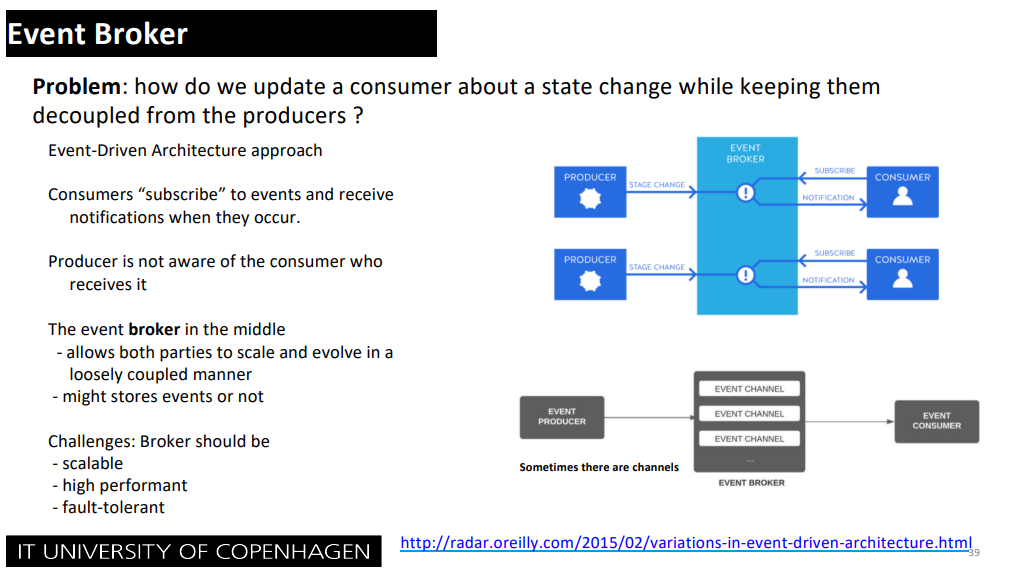 Event Broker
Problem: how do we update a consumer about a state change while keeping them
decoupled from the producers ?
Event-Driven Architecture approach
Consumers “subscribe” to events and receive
notifications when they occur.
Producer is not aware of the consumer who
receives it
The event broker in the middle
- allows both parties to scale and evolve in a
loosely coupled manner
- might stores events or not
Challenges: Broker should be
- scalable
- high performant
- fault-tolerant
EVENT
BROKER
PRODUCER
STAGE CHANGE
SUBSCRIBE
NOTIFICATION
CONSUMER
PRODUCER
STAGE CHANGE
SUBSCRIBE
NOTIFICATION
CONSUMER
EVENT
PRODUCER
EVENT CHANNEL
EVENT CHANNEL
EVENT CHANNEL
...
EVENT BROKER
EVENT
CONSUMER
Sometimes there are channels
IT UNIVERSITY OF COPENHAGEN
http://radar.oreilly.com/2015/02/variations-in-event-driven-architecture.html
39